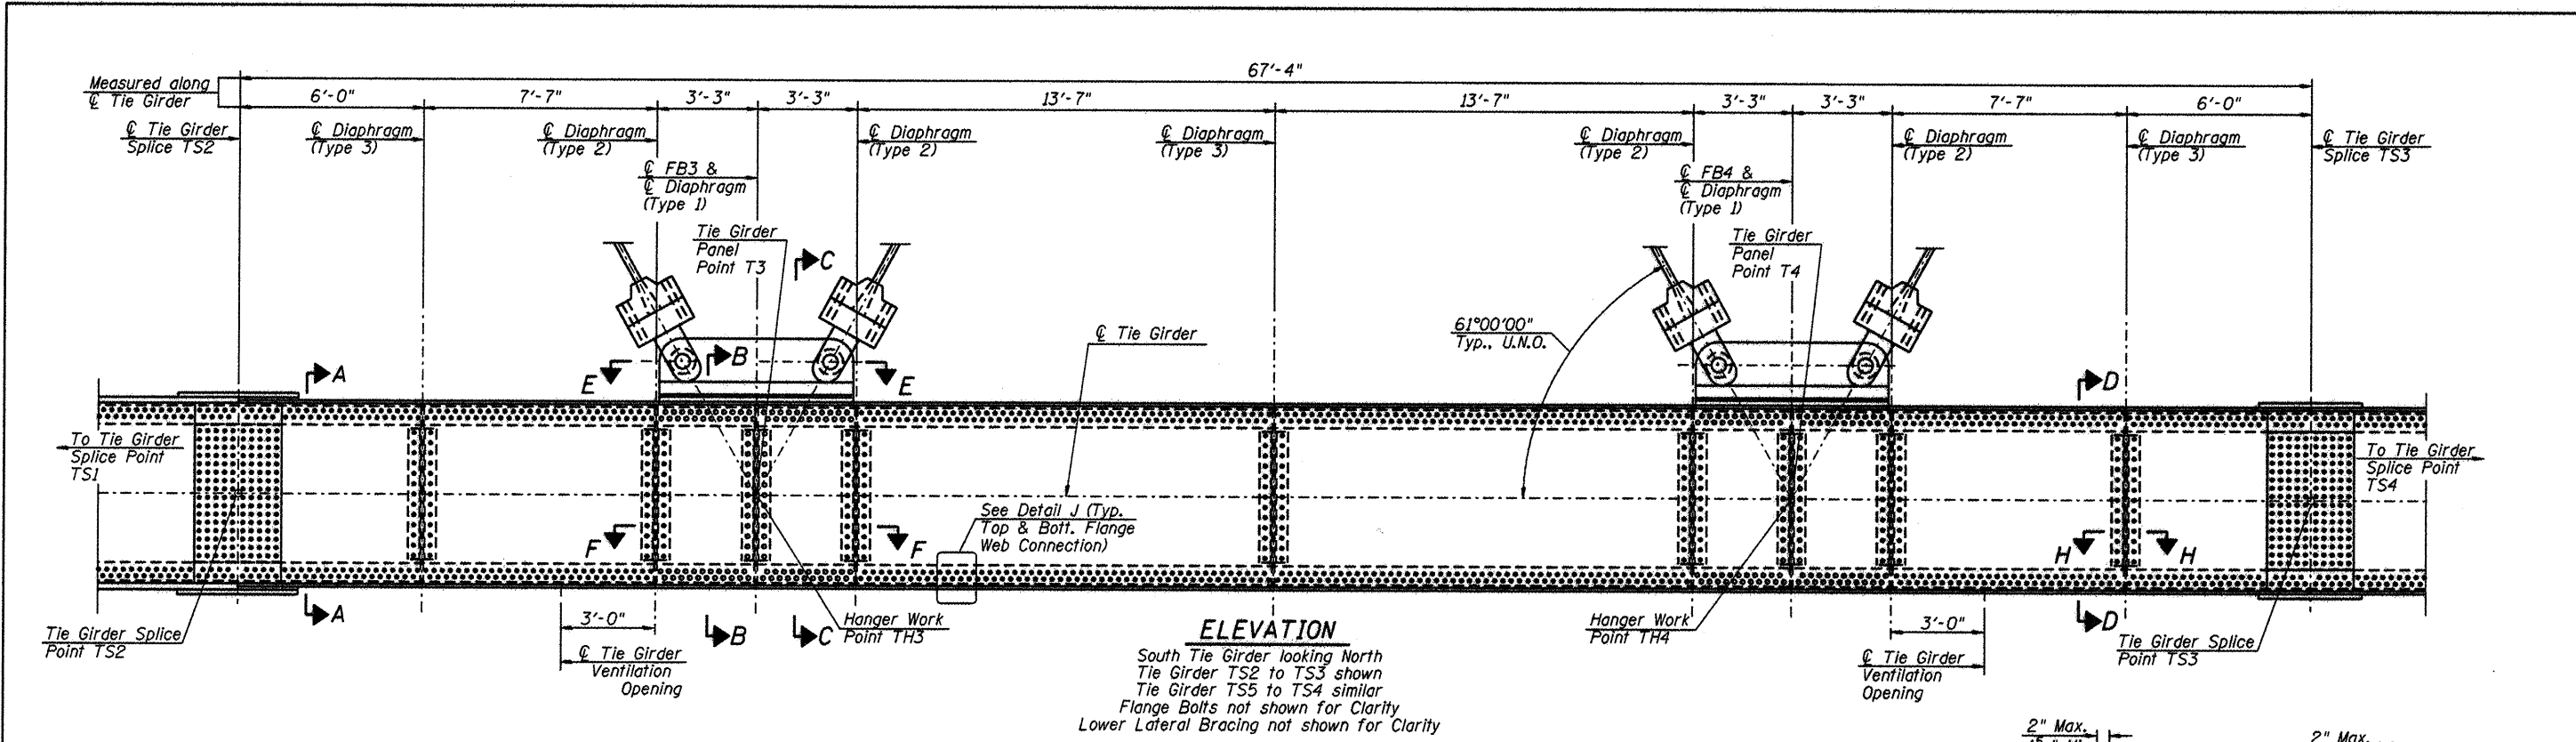 67'-4"
Measured along
℄ Tie Girder
6'-0"
7'-7"
3'-3"
3'-3"
13'-7"
13'-7"
3'-3"
3'-3"
7'-7"
6'-0"
℄ Tie Girder
Splice TS2
℄ Diaphragm
(Type 3)
℄ Diaphragm
(Type 2)
℄ FB3 &
℄ Diaphragm
(Type 1)
℄ Diaphragm
(Type 2)
℄ Diaphragm
(Type 3)
℄ Diaphragm
(Type 2)
℄ FB4 &
℄ Diaphragm
(Type 1)
℄ Diaphragm
(Type 2)
℄ Diaphragm
(Type 3)
℄ Tie Girder
Splice TS3
Tie Girder
Panel
Point T3
C
Tie Girder
Panel
Point T4
℄ Tie Girder
61°00'00"
Typ., U.N.O.
A
E
B
E
D
To Tie Girder
Splice Point
TS1
To Tie Girder
Splice Point
TS4
See Detail J (Typ.
Top & Bott. Flange
Web Connection)
F
F
H
H
A
3'-0"
B
C
Hanger Work
Point TH3
Hanger Work
Point TH4
3'-0"
D
Tie Girder Splice
Point TS2
℄ Tie Girder
Ventilation
Opening
℄ Tie Girder
Ventilation
Opening
Tie Girder Splice
Point TS3
ELEVATION
South Tie Girder looking North
Tie Girder TS2 to TS3 shown
Tie Girder TS5 to TS4 similar
Flange Bolts not shown for Clarity
Lower Lateral Bracing not shown for Clarity
2" Max.
2" Max.